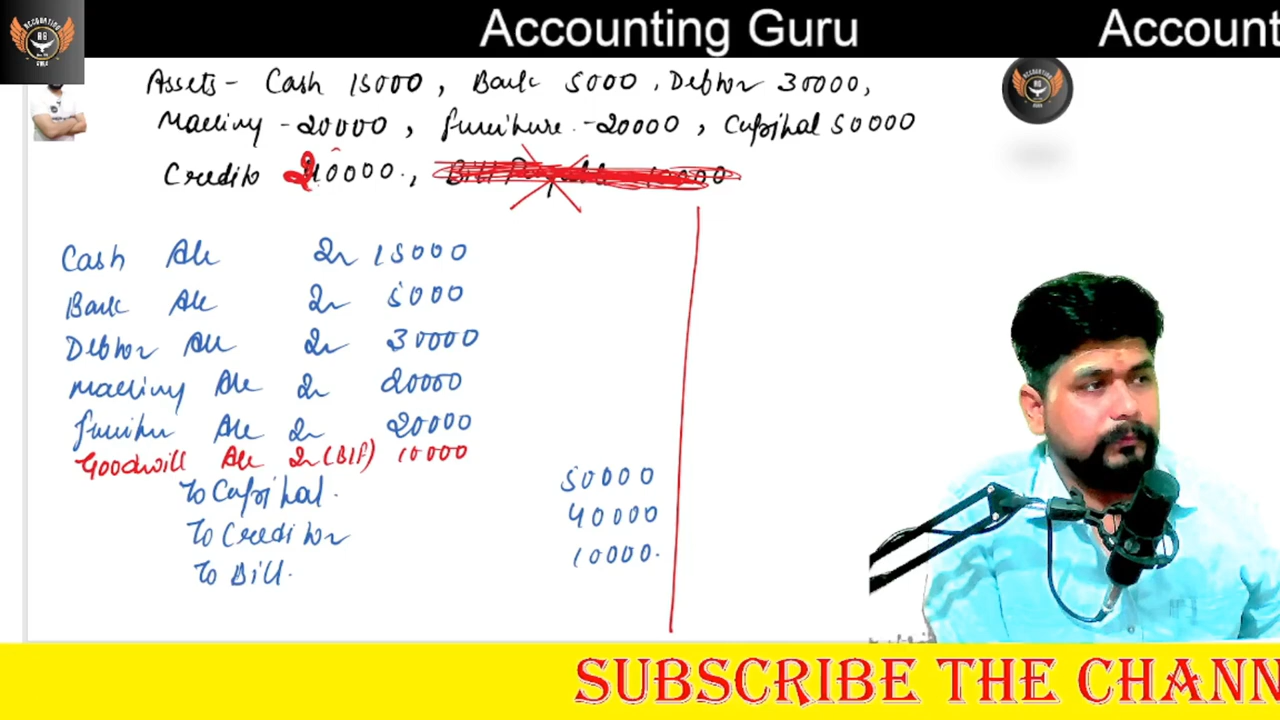 Accounting Guru Account
Assets - Cash 15000, Bank 5000, Debtor 30000,
Machinery - 20000, furniture - 20000, Capital 50000
Creditor 0000,
Cash A/c Dr 15000
Bank A/c Dr 5000
Debtor A/c Dr 30000
Machinery A/c Dr 20000
furniture A/c Dr 20000
Goodwill A/c Dr (B/f) 10000
To Capital. 50000
To Creditor 40000
To Bill. 10000.
SUBSCRIBE THE CHANN